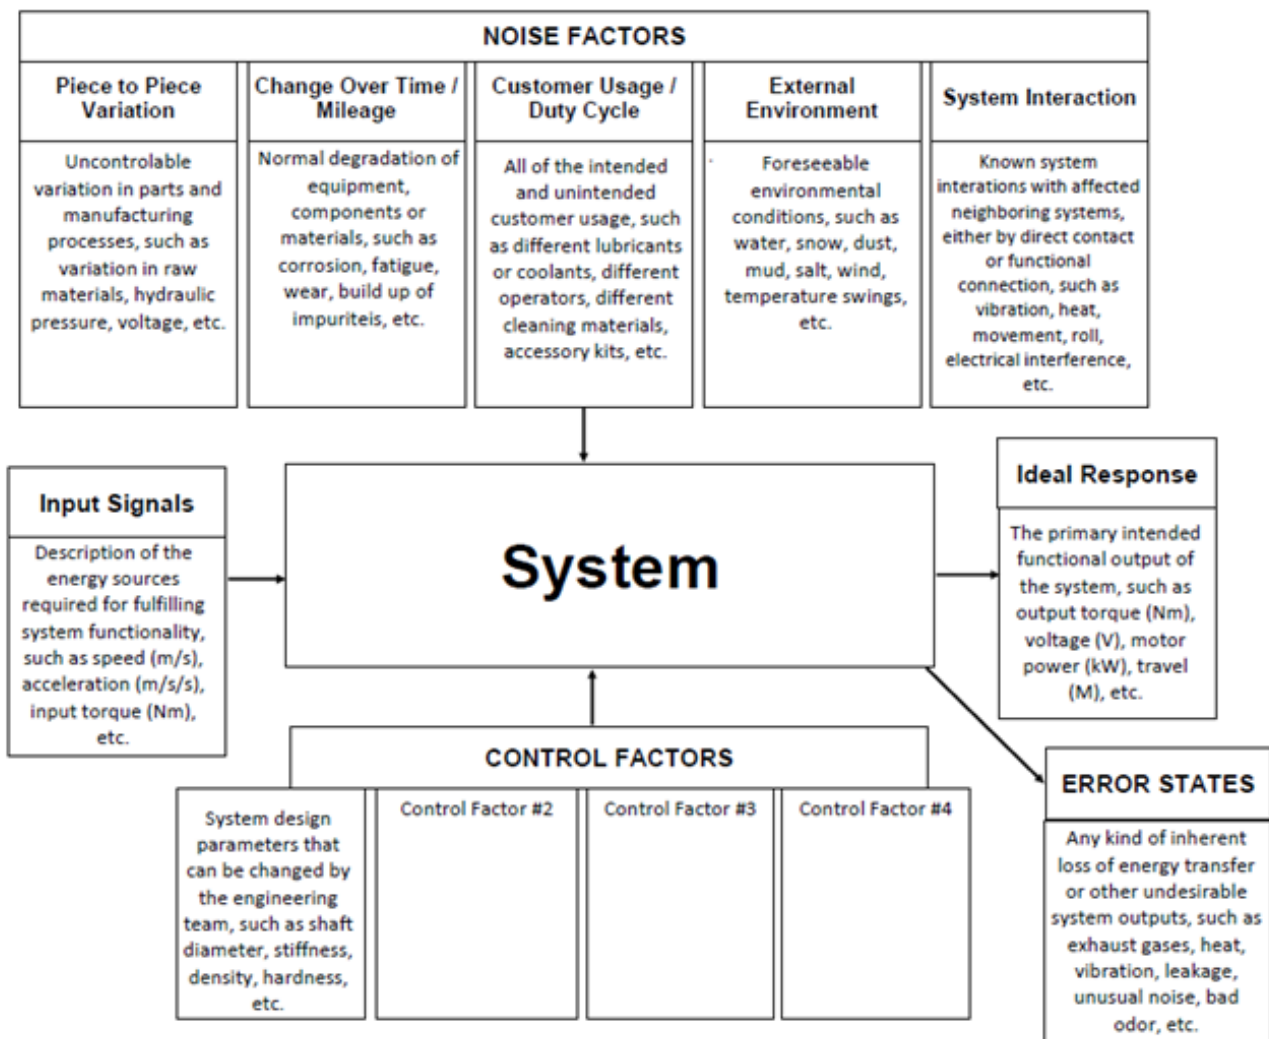 NOISE FACTORS
Piece to Piece
Variation
Uncontrolable
variation in parts and
manufacturing
processes, such as
variation in raw
materials, hydraulic
pressure, voltage, etc.
Change Over Time /
Mileage
Normal degradation of
equipment,
components or
materials, such as
corrosion, fatigue,
wear, build up of
impuriteis, etc.
Customer Usage /
Duty Cycle
All of the intended
and unintended
customer usage, such
as different lubricants
or coolants, different
operators, different
cleaning materials,
accessory kits, etc.
External
Environment
Foreseeable
environmental
conditions, such as
water, snow, dust,
mud, salt, wind,
temperature swings,
etc.
System Interaction
Known system
interations with affected
neighboring systems,
either by direct contact
or functional
connection, such as
vibration, heat,
movement, roll,
electrical interference,
etc.
Input Signals
Description of the
energy sources
required for fulfilling
system functionality,
such as speed (m/s),
acceleration (m/s/s),
input torque (Nm),
etc.
System
Ideal Response
The primary intended
functional output of
the system, such as
output torque (Nm),
voltage (V), motor
power (kW), travel
(M), etc.
CONTROL FACTORS
System design
parameters that
can be changed by
the engineering
team, such as shaft
diameter, stiffness,
density, hardness,
etc.
Control Factor #2
Control Factor #3
Control Factor #4
ERROR STATES
Any kind of inherent
loss of energy transfer
or other undesirable
system outputs, such as
exhaust gases, heat,
vibration, leakage,
unusual noise, bad
odor, etc.